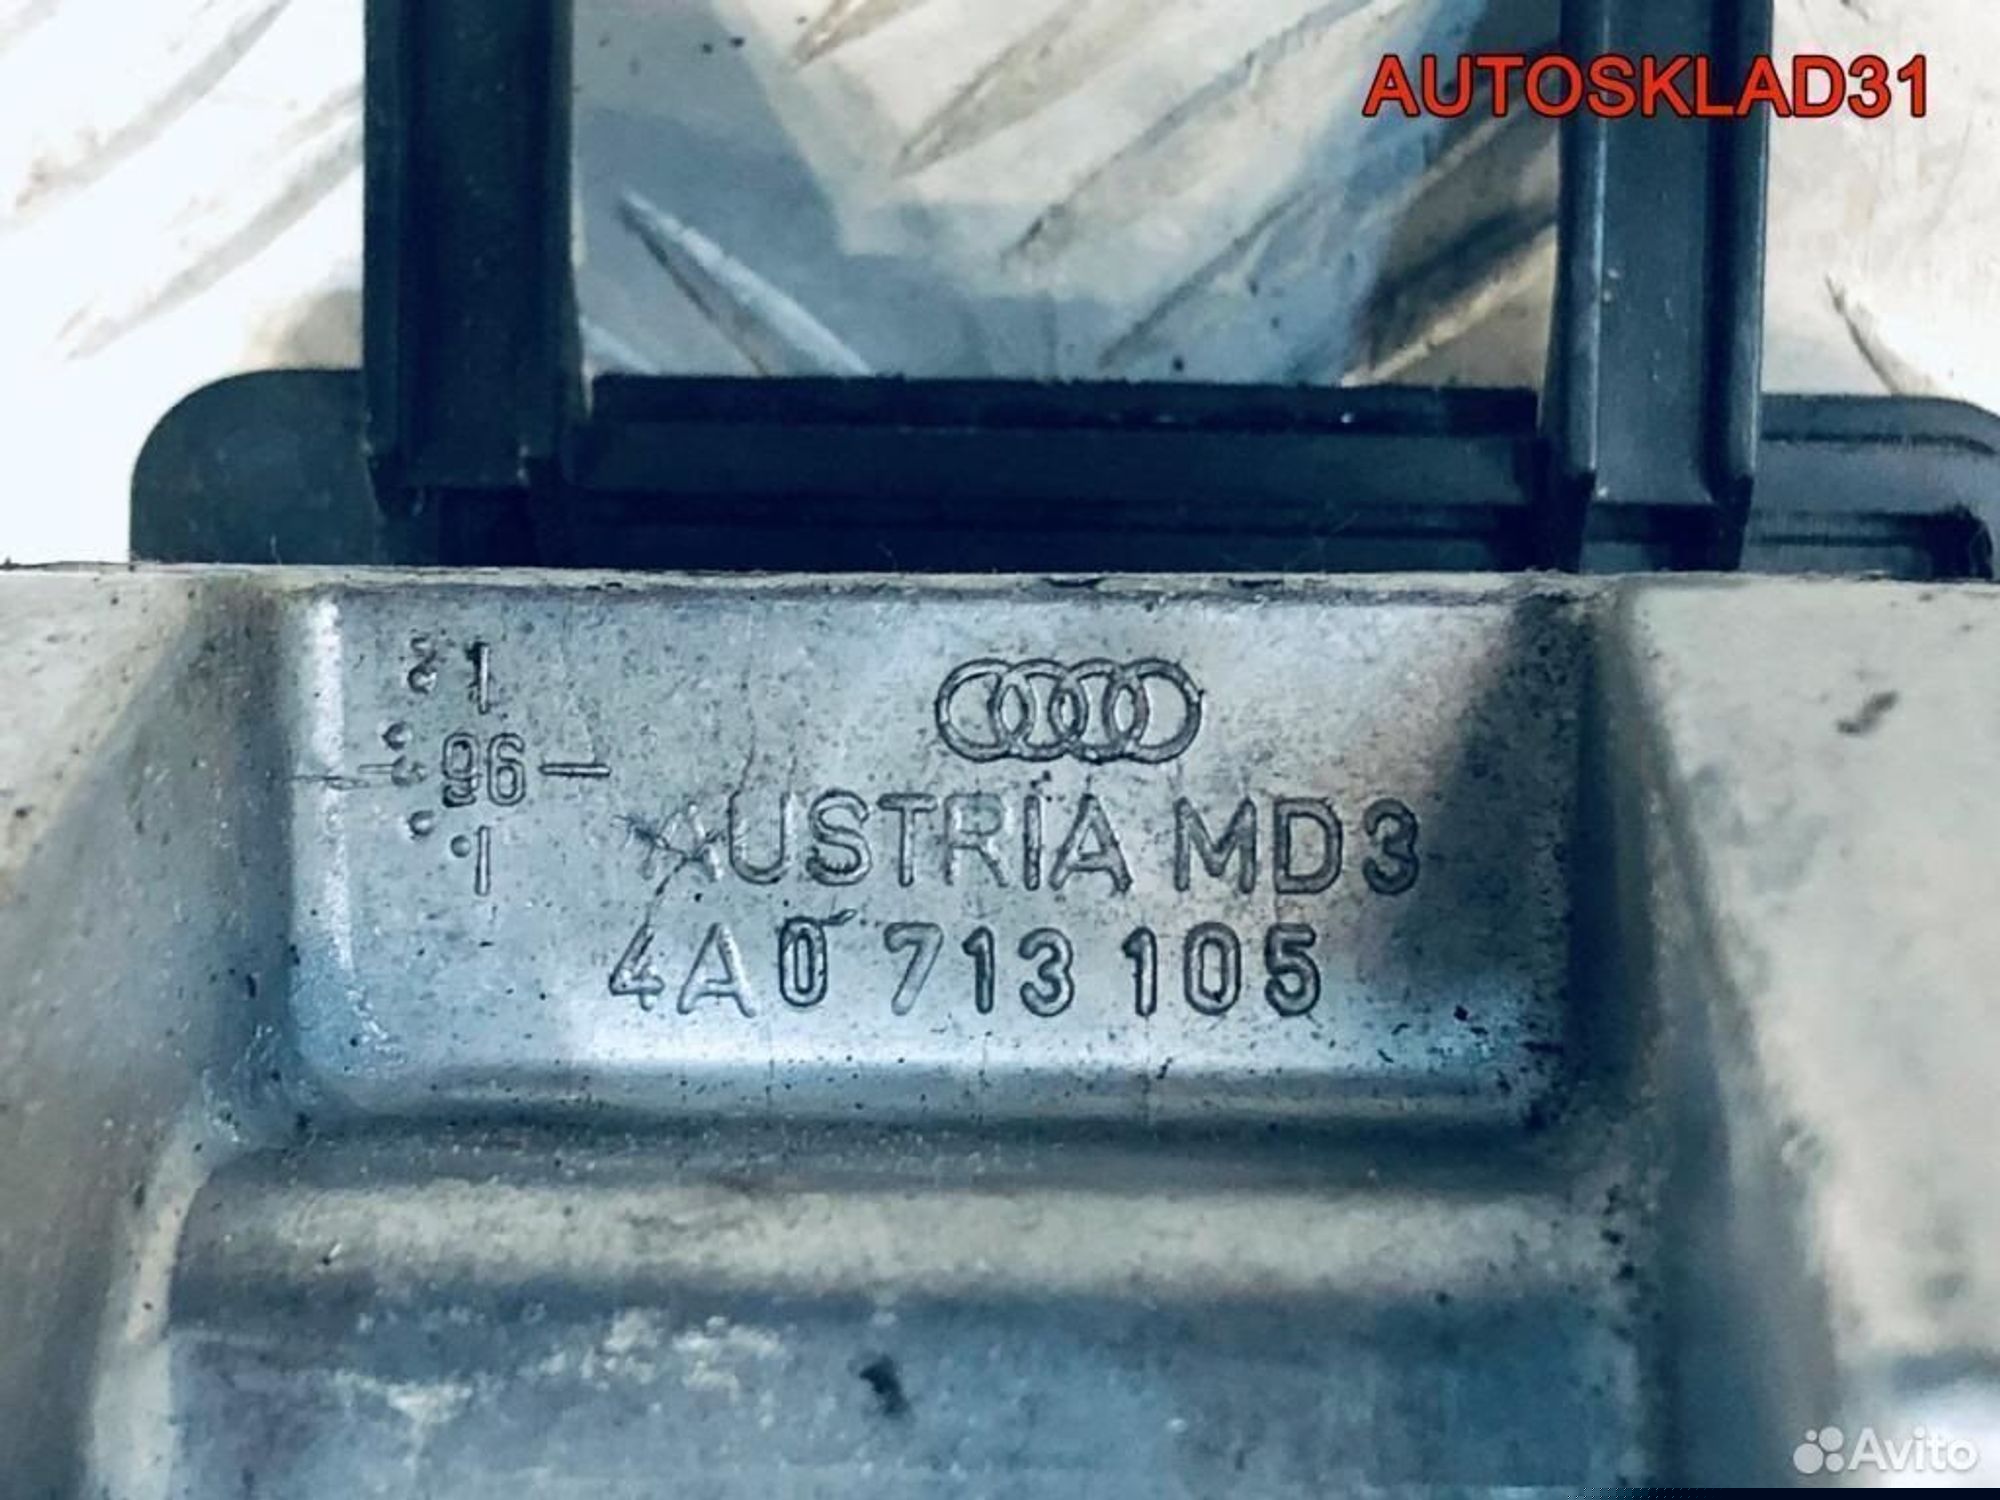 AUTOSKLAD31
96
AUSTRIA MD3
4A0 713 105
Avito